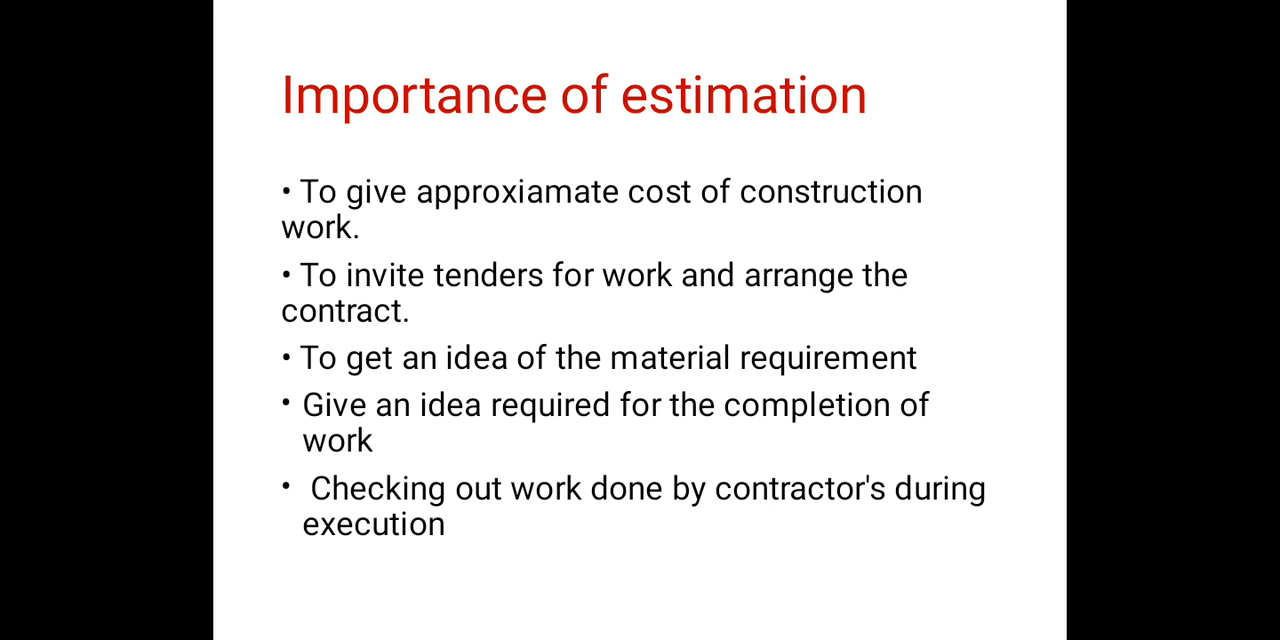 Importance of estimation
• To give approxiamate cost of construction
work.
• To invite tenders for work and arrange the
contract.
• To get an idea of the material requirement
• Give an idea required for the completion of
work
• Checking out work done by contractor's during
execution